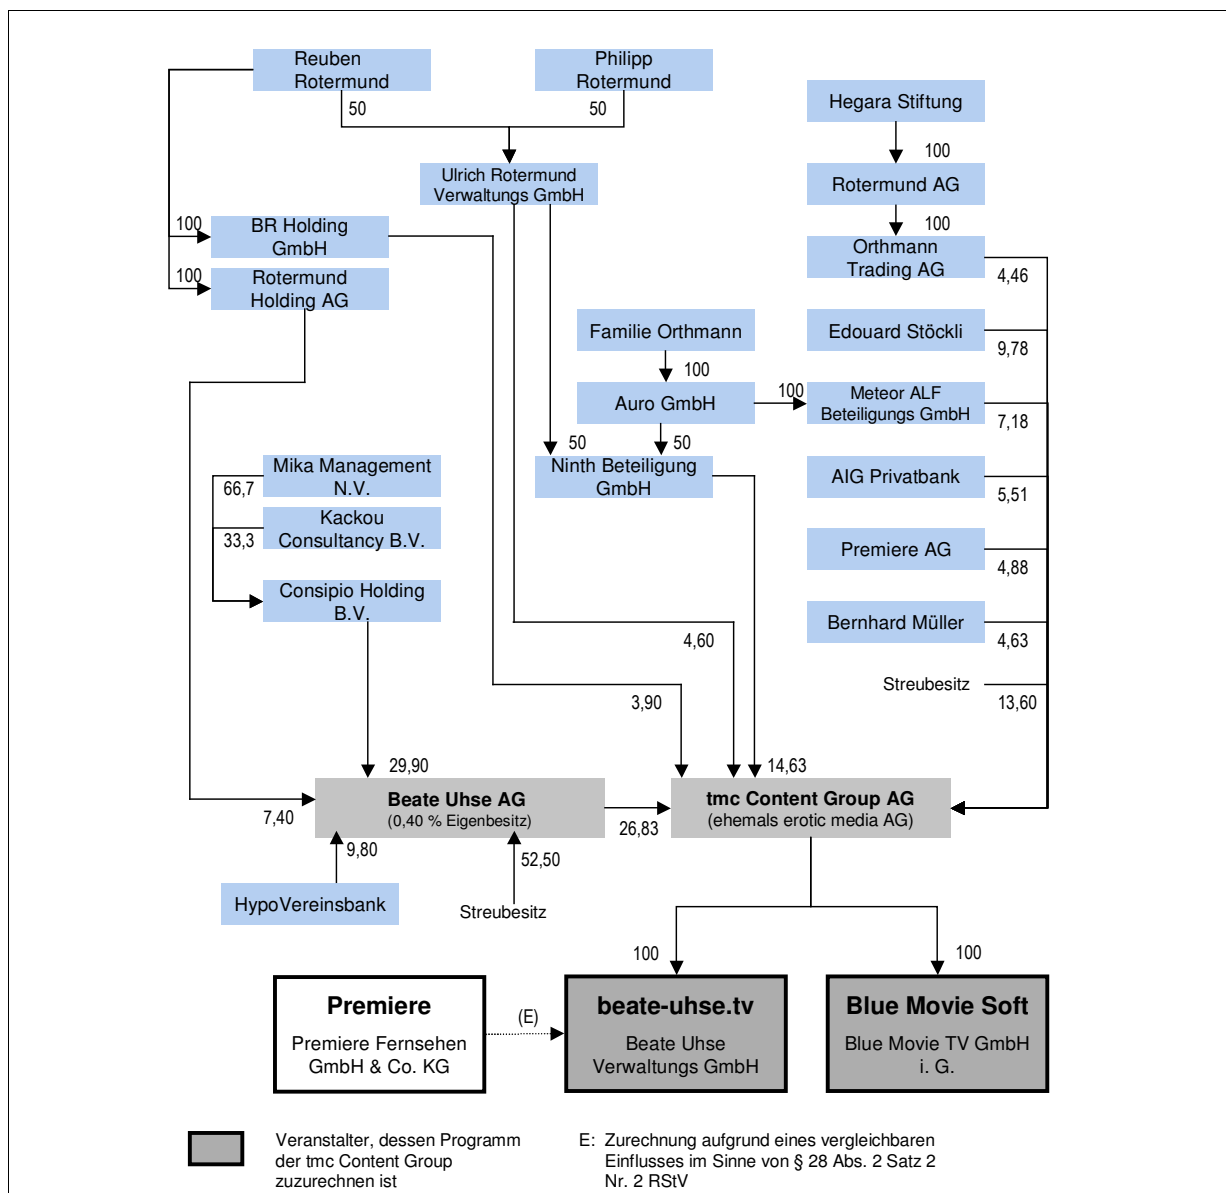 Reuben
Rotermund
Philipp
Rotermund
50
50
Hegara Stiftung
100
Ulrich Rotermund
Verwaltungs GmbH
Rotermund AG
100
100
BR Holding
GmbH
Orthmann
Trading AG
4,46
100
Rotermund
Holding AG
Familie Orthmann
Edouard Stöckli
9,78
100
Auro GmbH
100
Meteor ALF
Beteiligungs GmbH
7,18
50
50
Mika Management
N.V.
66,7
Ninth Beteiligung
GmbH
AIG Privatbank
5,51
Kackou
Consultancy B.V.
33,3
Premiere AG
4,88
Consipio Holding
B.V.
Bernhard Müller
4,63
4,60
Streubesitz
13,60
3,90
29,90
14,63
Beate Uhse AG
(0,40 % Eigenbesitz)
tmc Content Group AG
(ehemals erotic media AG)
7,40
26,83
9,80
52,50
HypoVereinsbank
Streubesitz
100
100
Premiere
Premiere Fernsehen
GmbH & Co. KG
(E)
beate-uhse.tv
Beate Uhse
Verwaltungs GmbH
Blue Movie Soft
Blue Movie TV GmbH
i. G.
Veranstalter, dessen Programm
der tmc Content Group
zuzurechnen ist
E: Zurechnung aufgrund eines vergleichbaren
Einflusses im Sinne von § 28 Abs. 2 Satz 2
Nr. 2 RStV